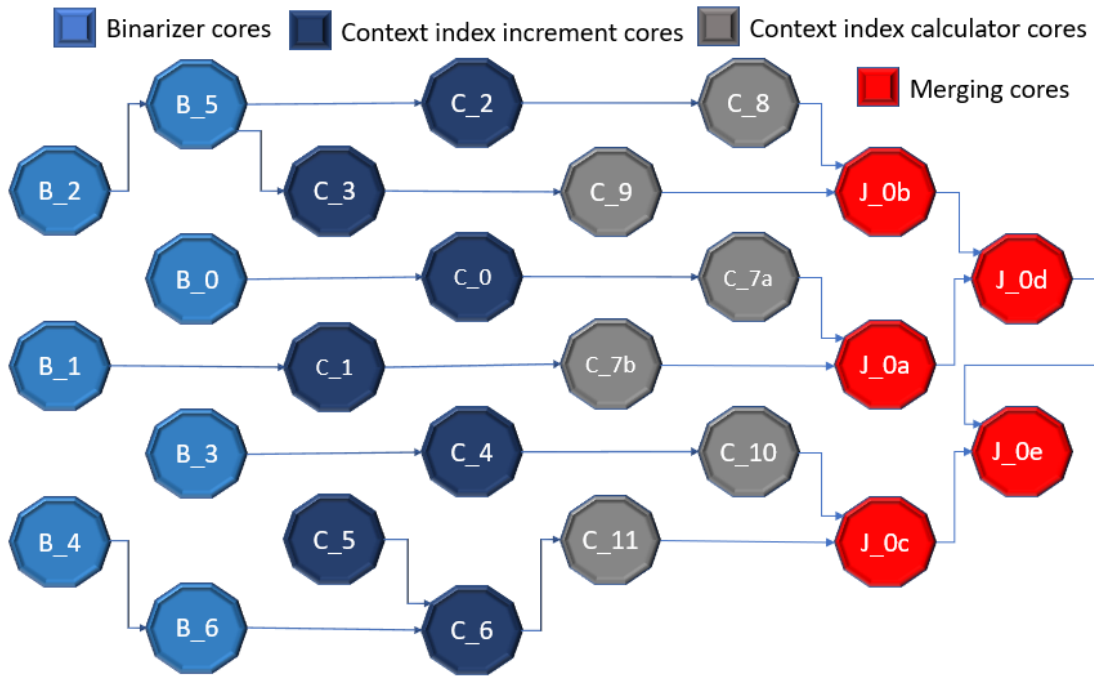 Binarizer cores
Context index increment cores
Context index calculator cores
Merging cores
B_5
C_2
C_8
B_2
C_3
C_9
J_0b
B_0
C_0
C_7a
J_0d
B_1
C_1
C_7b
J_0a
B_3
C_4
C_10
J_0e
B_4
C_5
C_11
J_0c
B_6
C_6